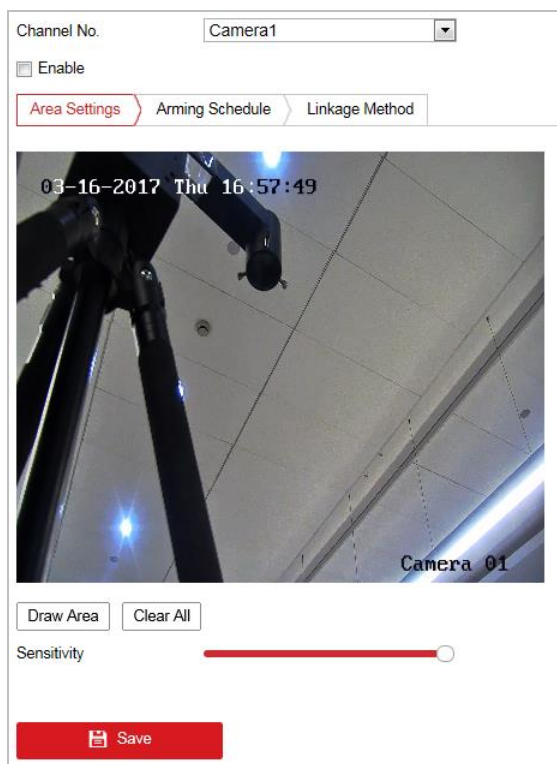 Channel No. Camera1
Enable
Area Settings Arming Schedule Linkage Method
03-16-2017 Thu 16:57:49
Camera 01
Draw Area Clear All
Sensitivity
Save